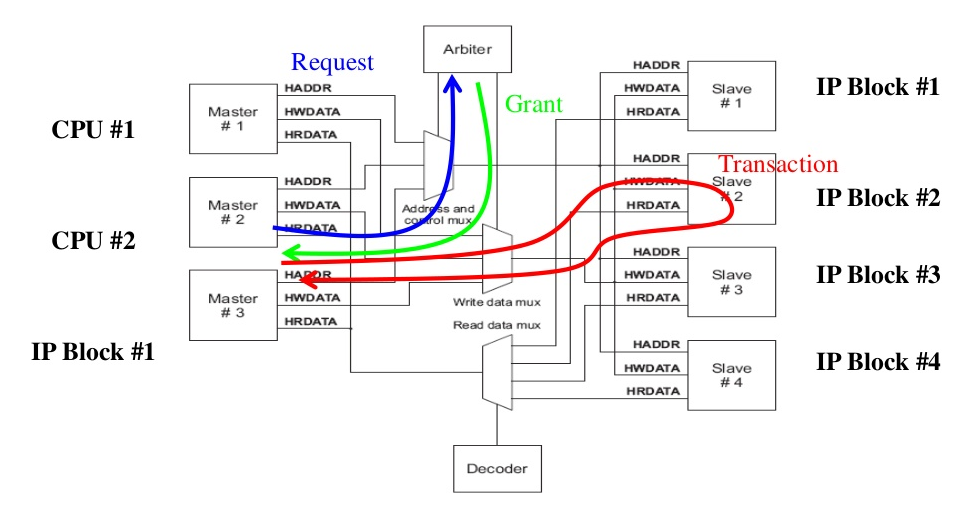 Arbiter
Request
Grant
CPU #1
Master
# 1
HADDR
HWDATA
HRDATA
CPU #2
Master
# 2
HADDR
HWDATA
HRDATA
IP Block #1
Master
# 3
HADDR
HWDATA
HRDATA
Address and
control mux
Write data mux
Read data mux
Decoder
HADDR
HWDATA
HRDATA
Slave
# 1
IP Block #1
Transaction
HADDR
HWDATA
HRDATA
Slave
# 2
IP Block #2
HADDR
HWDATA
HRDATA
Slave
# 3
IP Block #3
HADDR
HWDATA
HRDATA
Slave
# 4
IP Block #4